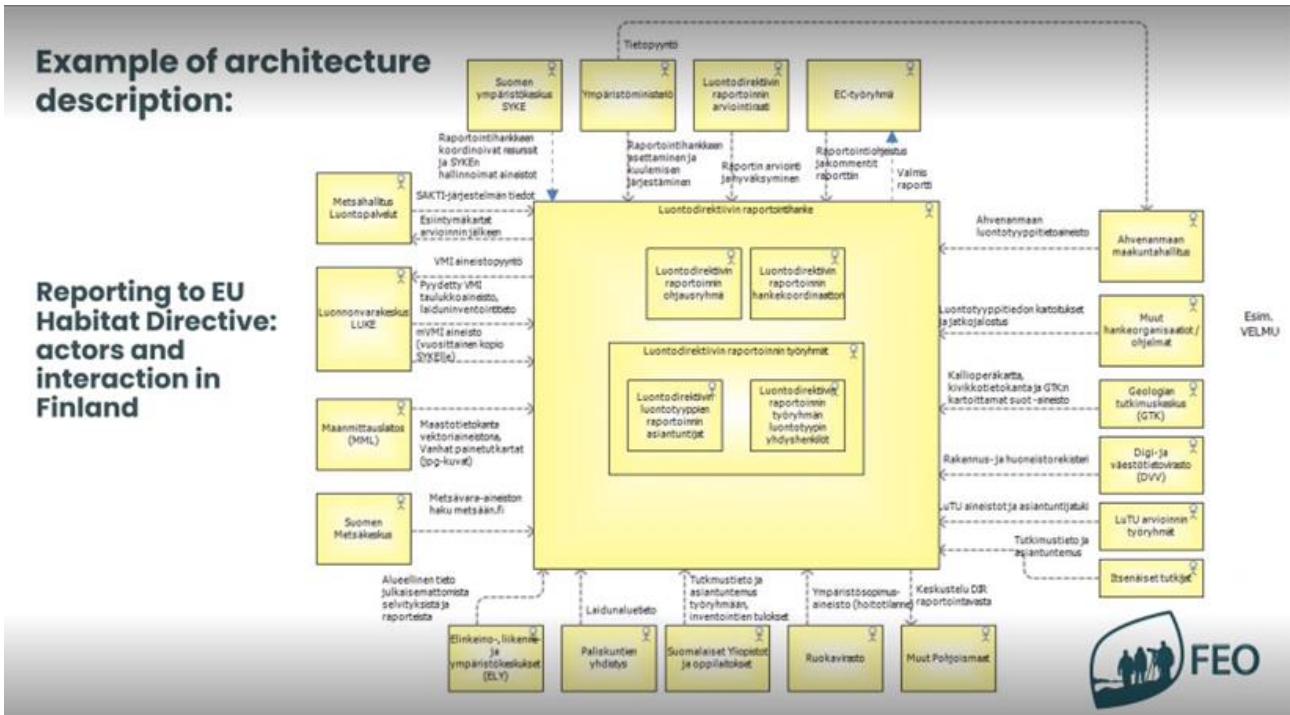 Example of architecture
description:
Reporting to EU
Habitat Directive:
actors and
interaction in
Finland
Tietopyyntö
Suomen
ympäristökeskus
SYKE
Ympäristöministeriö
Luontodirektiivin
raportoinnin
arviointiraati
EC-työryhmä
Raportointihankkeen
koordinoivat resurssit
ja SYKEn
hallinnoimat aineistot
Raportointihankkeen
asettaminen ja
kuulemisen
järjestäminen
Raportin arviointi
ja hyväksyminen
Raportointiohjeistus
ja kommentit
raporttiin
Valmis
raportti
Metsähallitus
Luontopalvelut
SAKTI-järjestelmän tiedot
Esiintymäkartat
arvioinnin jälkeen
Luonnonvarakeskus
LUKE
VMI aineistopyyntö
Pyydetty VMI
taulukkoaineisto,
laiduninventointitieto
mVMI aineisto
(vuosittainen kopio
SYKElle)
Maanmittauslaitos
(MML)
Maastotietokanta
vektoriaineistona,
Vanhat painetut kartat
(jpg-kuvat)
Suomen
Metsäkeskus
Metsävara-aineiston
haku metsään.fi
Luontodirektiivin raportointihanke
Luontodirektiivin
raportoinnin
ohjausryhmä
Luontodirektiivin
raportoinnin
hankekoordinaattori
Luontodirektiivin raportoinnin työryhmät
Luontodirektiivin
luontotyyppien
raportoinnin
asiantuntijat
Luontodirektiivin
raportoinnin
työryhmän
luontotyypin
yhdyshenkilöt
Ahvenanmaan
luontotyyppitietoaineisto
Ahvenanmaan
maakuntahallitus
Luontotyyppitiedon kartoitukset
ja jatkojalostus
Muut
hankeorganisaatiot /
ohjelmat
Esim.
VELMU
Kallioperäkartta,
kivikkotietokanta ja GTK:n
kartoittamat suot -aineisto
Geologian
tutkimuskeskus
(GTK)
Rakennus- ja huoneistorekisteri
Digi- ja
väestötietovirasto
(DVV)
LuTU aineistot ja asiantuntijatuki
LuTU arvioinnin
työryhmät
Tutkimustieto ja
asiantuntemus
Itsenäiset tutkijat
Alueellinen tieto
julkaisemattomista
selvityksistä ja
raporteista
Laidunaluetieto
Tutkimustieto ja
asiantuntemus
työryhmään,
inventointien tulokset
Ympäristösopimus-
aineisto (hoitotilanne)
Keskustelu DIR
raportointavasta
Elinkeino-, liikenne-
ja
ympäristökeskukset
(ELY)
Paliskuntien
yhdistys
Suomalaiset Yliopistot
ja oppilaitokset
Ruokavirasto
Muut Pohjoismaat
FEO